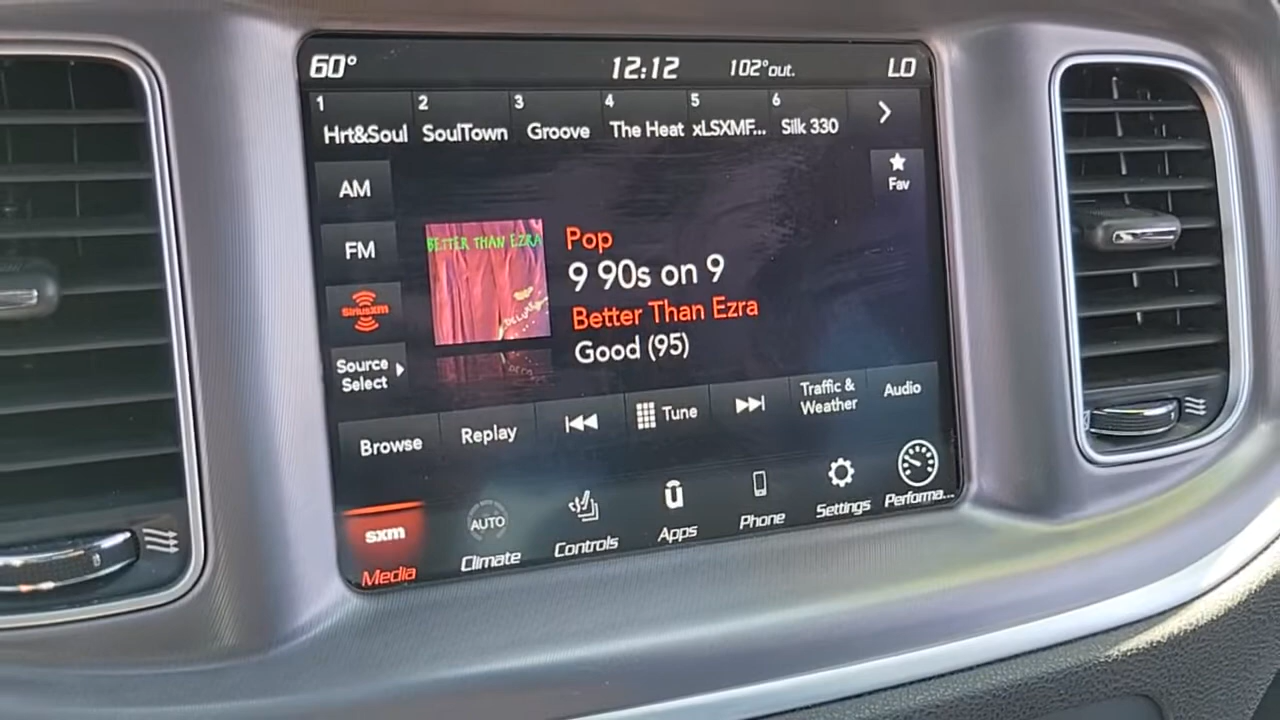 60° 12:12 102°out. LO
1 2 3 4 5 6
Hrt&Soul SoulTown Groove The Heat xLSXMF... Silk 330
AM
Fav
FM
BETTER THAN EZRA
DELUXE
Pop
9 90s on 9
Better Than Ezra
Good (95)
SiriusXM
Source
Select
Browse Replay Tune Traffic &
Weather Audio
sxm AUTO ū
Media Climate Controls Apps Phone Settings Performa...